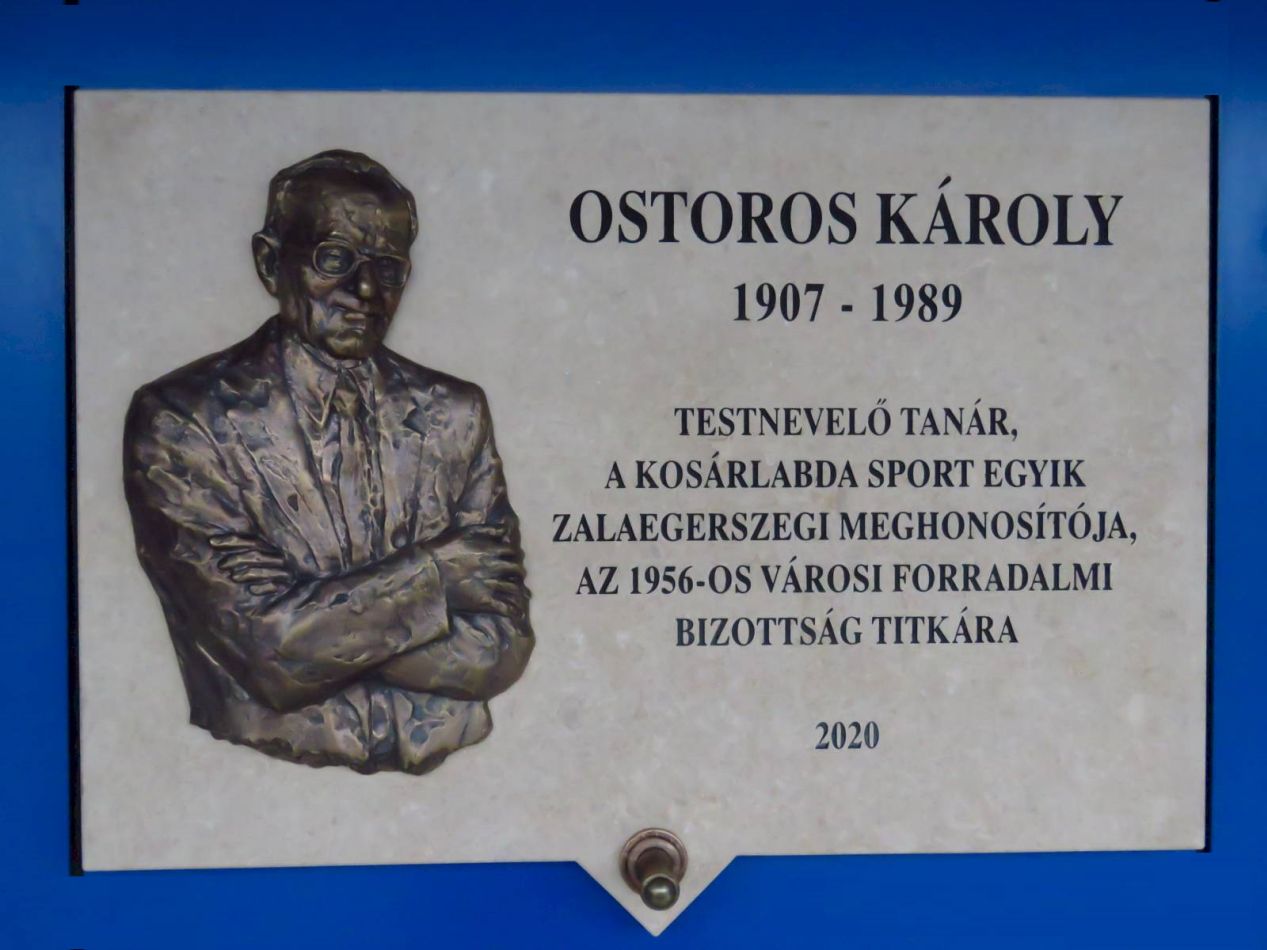 OSTOROS KÁROLY
1907 - 1989
TESTNEVELŐ TANÁR,
A KOSÁRLABDA SPORT EGYIK
ZALAEGERSZEGI MEGHONOSÍTÓJA,
AZ 1956-OS VÁROSI FORRADALMI
BIZOTTSÁG TITKÁRA
2020